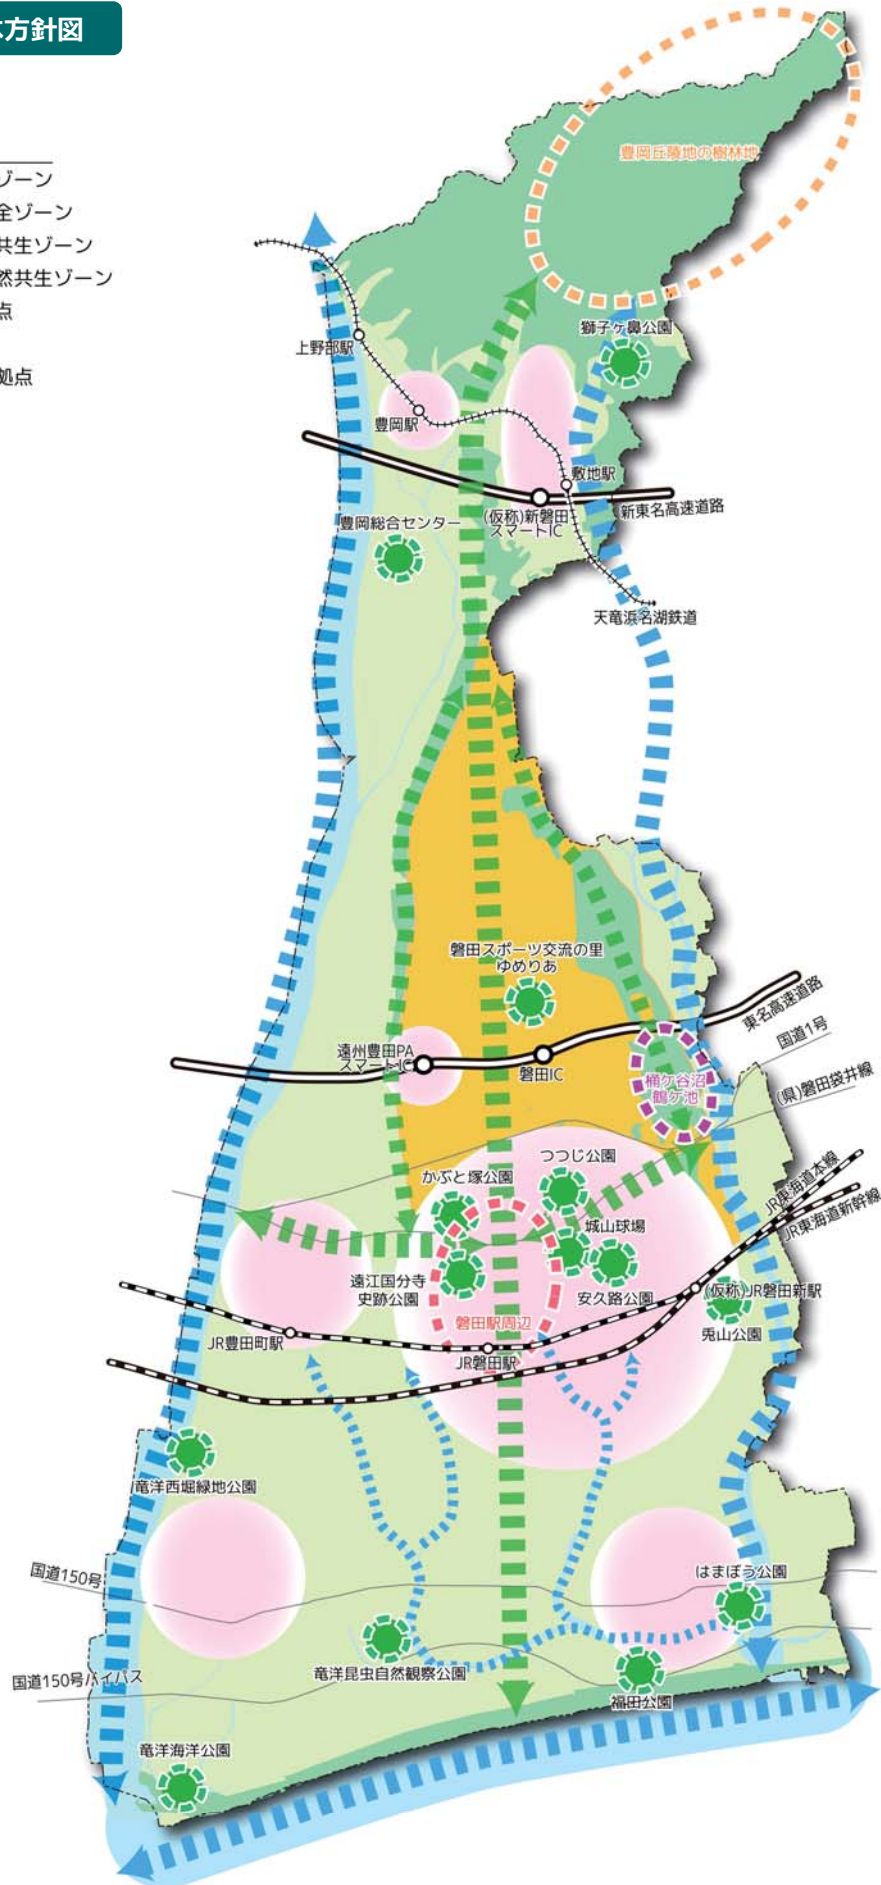 本方針図
ゾーン
全ゾーン
共生ゾーン
然共生ゾーン
点
拠点
豊岡丘陵地の樹林地
獅子ヶ鼻公園
上野部駅
豊岡駅
敷地駅
(仮称)新磐田
スマートIC
新東名高速道路
豊岡総合センター
天竜浜名湖鉄道
磐田スポーツ交流の里
ゆめりあ
東名高速道路
国道1号
遠州豊田PA
スマートIC
磐田IC
桶ケ谷沼
鶴ケ池
(県)磐田袋井線
つつじ公園
かぶと塚公園
JR東海道本線
JR東海道新幹線
城山球場
遠江国分寺
史跡公園
安久路公園
(仮称)JR磐田新駅
磐田駅周辺
兎山公園
JR豊田町駅
JR磐田駅
竜洋西堀緑地公園
国道150号
はまぼう公園
竜洋昆虫自然観察公園
国道150号バイパス
福田公園
竜洋海洋公園